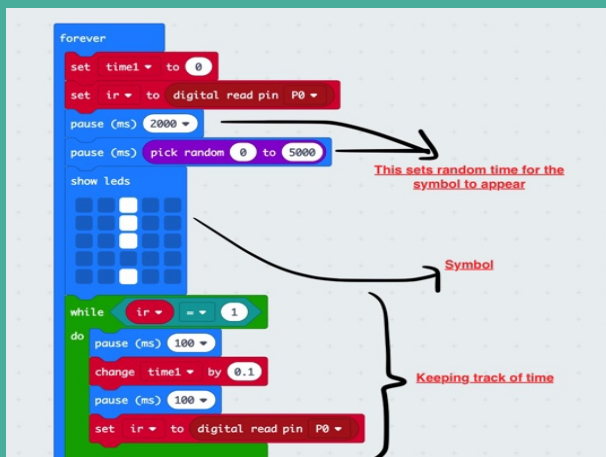 forever
set time1 to 0
set ir to digital read pin P0
pause (ms) 2000
pause (ms) pick random 0 to 5000
This sets random time for the
symbol to appear
show leds
Symbol
while ir = 1
do
pause (ms) 100
change time1 by 0.1
Keeping track of time
pause (ms) 100
set ir to digital read pin P0